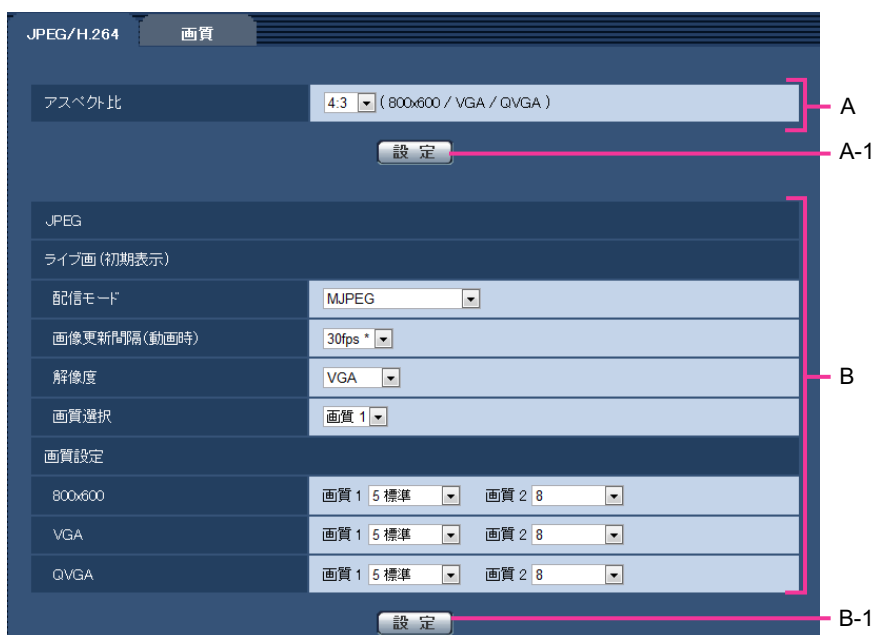 JPEG/H.264 画質
アスペクト比 4:3 ( 800x600 / VGA / QVGA ) A
設 定 A-1
JPEG
ライブ画(初期表示)
配信モード MJPEG
画像更新間隔(動画時) 30fps *
解像度 VGA B
画質選択 画質 1
画質設定
800x600 画質 1 5 標準 画質 2 8
VGA 画質 1 5 標準 画質 2 8
QVGA 画質 1 5 標準 画質 2 8
設 定 B-1